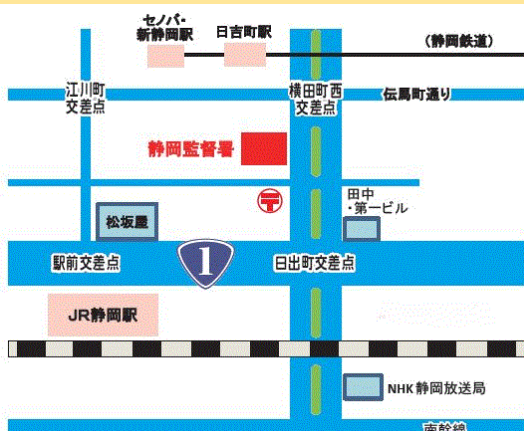 セノバ・
新静岡駅
日吉町駅
(静岡鉄道)
江川町
交差点
横田町西
交差点
伝馬町通り
静岡監督署
〒
田中
・第一ビル
松坂屋
駅前交差点
1
日出町交差点
JR静岡駅
NHK静岡放送局
南幹線